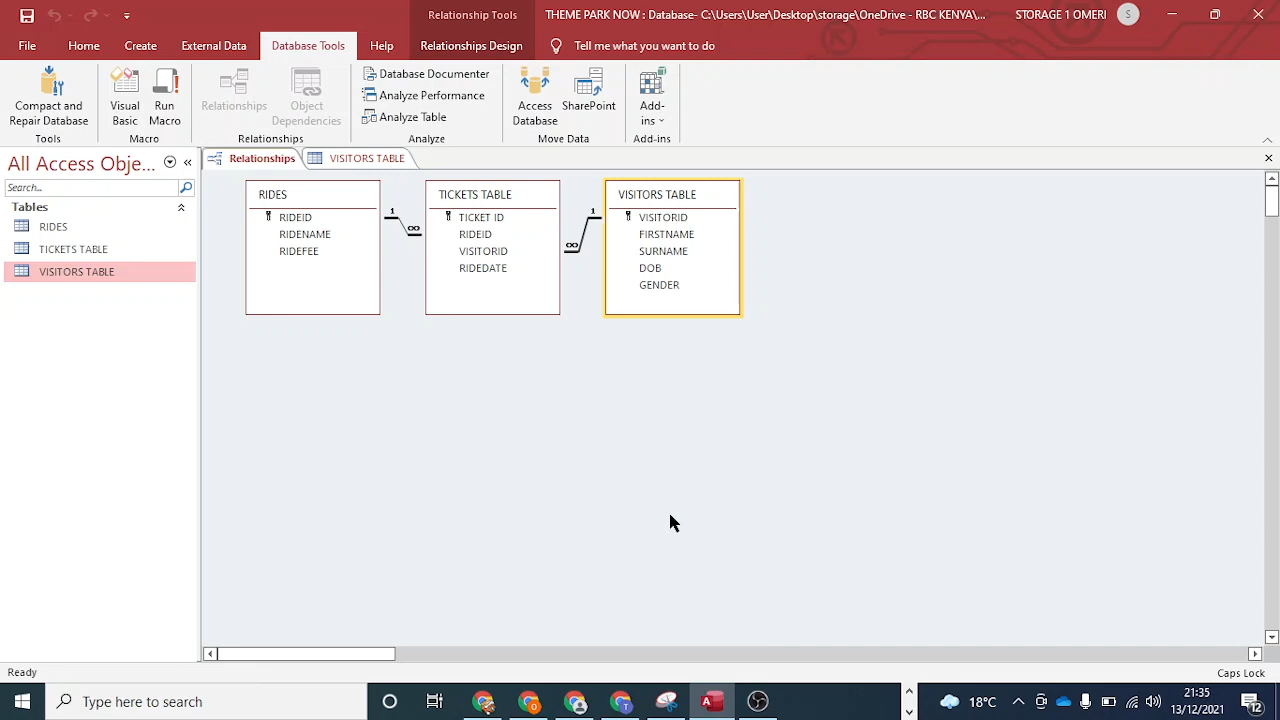 Relationship Tools
THEME PARK NOW : Database- C:\Users\User\Desktop\storage\OneDrive - RBC KENYA\...
STORAGE 1 OMERI
S
File
Home
Create
External Data
Database Tools
Help
Relationships Design
Tell me what you want to do
Compact and
Repair Database
Visual
Basic
Run
Macro
Relationships
Object
Dependencies
Database Documenter
Analyze Performance
Analyze Table
Access
Database
SharePoint
Add-
ins
Tools
Macro
Relationships
Analyze
Move Data
Add-ins
All Access Obje...
Search...
Tables
RIDES
TICKETS TABLE
VISITORS TABLE
Relationships
VISITORS TABLE
RIDES
RIDEID
RIDENAME
RIDEFEE
1
∞
TICKETS TABLE
TICKET ID
RIDEID
VISITORID
RIDEDATE
1
∞
VISITORS TABLE
VISITORID
FIRSTNAME
SURNAME
DOB
GENDER
Ready
Caps Lock
Type here to search
T
A
18°C
21:35
13/12/2021
12